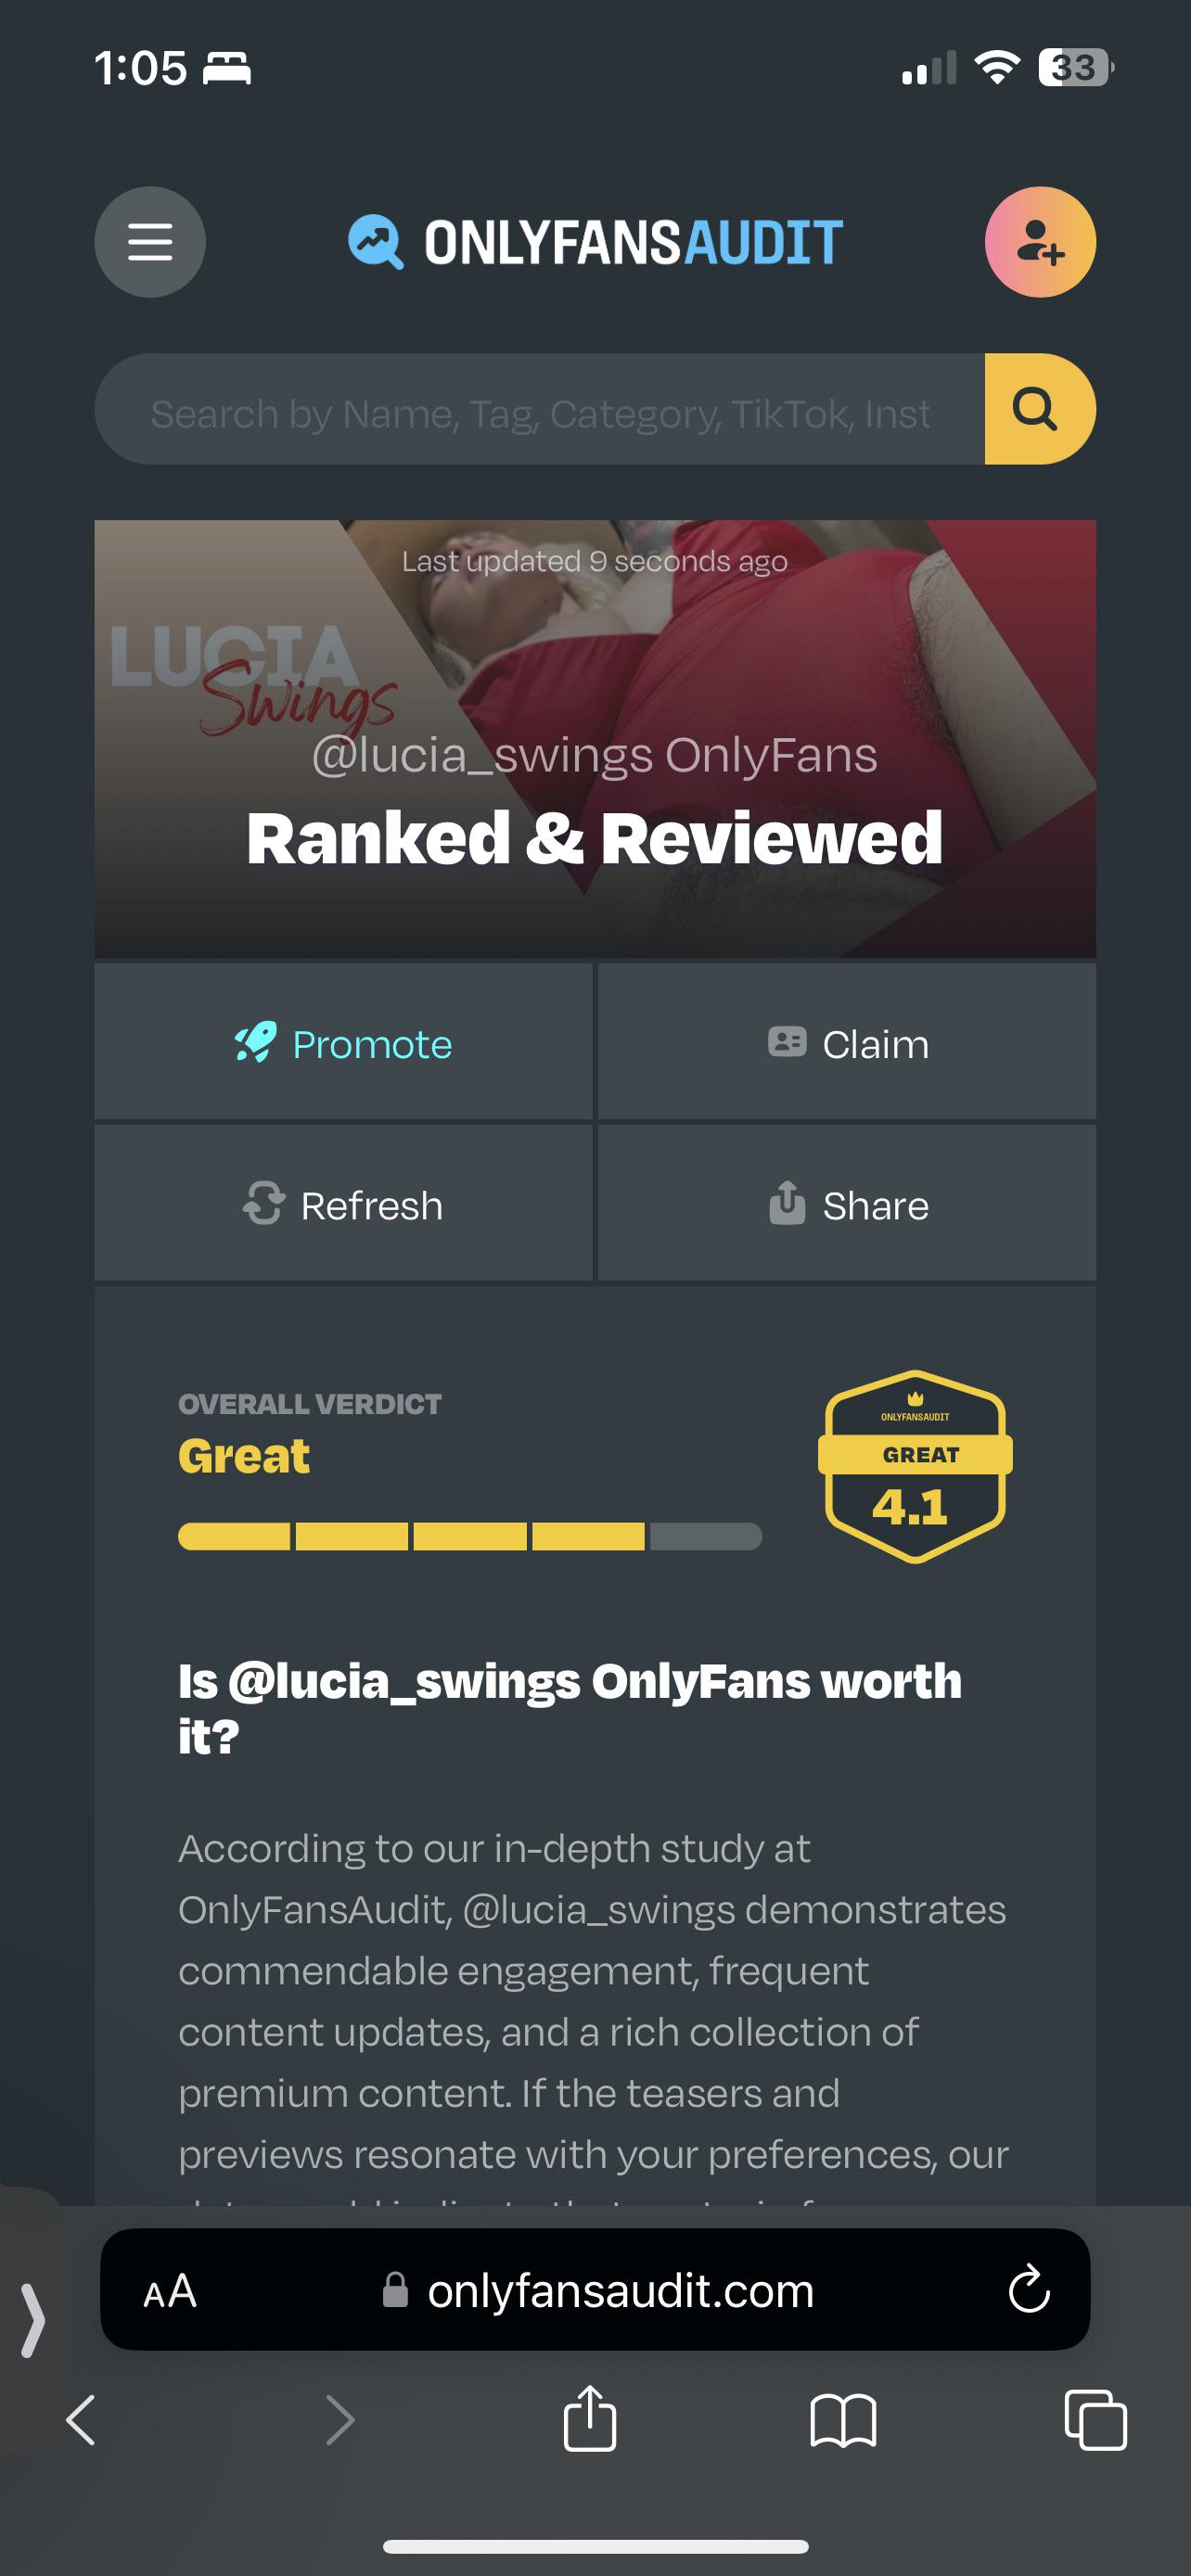 1:05
33
ONLYFANSAUDIT
Search by Name, Tag, Category, TikTok, Inst
Last updated 9 seconds ago
LUCIA
Swings
@lucia_swings OnlyFans
Ranked & Reviewed
Promote
Claim
Refresh
Share
OVERALL VERDICT
Great
ONLYFANSAUDIT
GREAT
4.1
Is @lucia_swings OnlyFans worth
it?
According to our in-depth study at
OnlyFansAudit, @lucia_swings demonstrates
commendable engagement, frequent
content updates, and a rich collection of
premium content. If the teasers and
previews resonate with your preferences, our
AA
onlyfansaudit.com